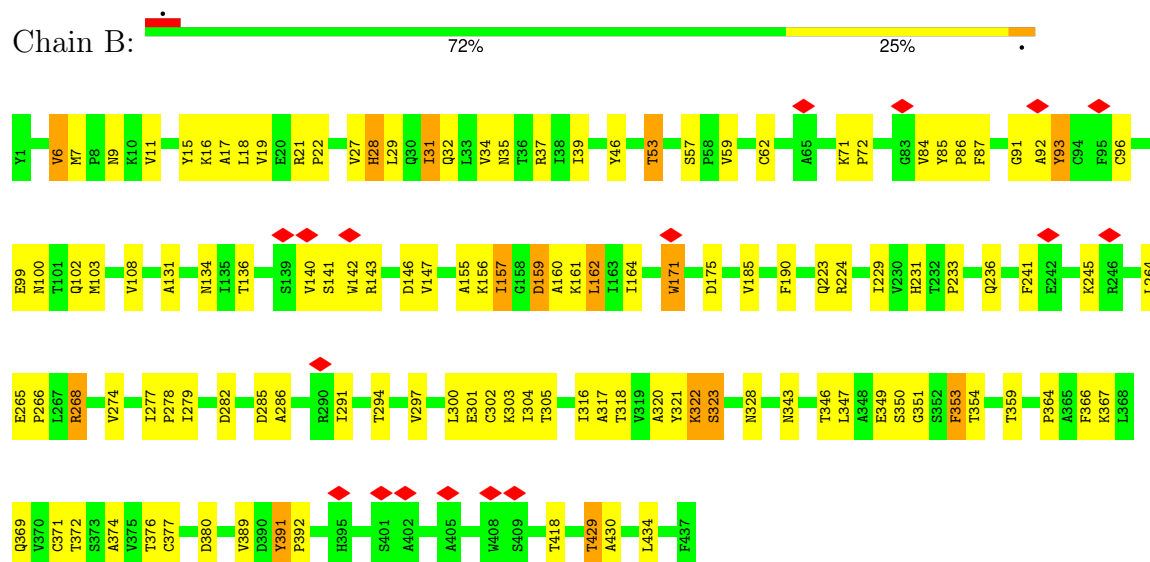 Chain B:
72% 25%
Y1 V6 M7 P8 N9 K10 V11 Y15 K16 A17 L18 V19 E20 R21 P22 V27 H28 L29 Q30 I31 Q32 L33 V34 N35 T36 R37 I38 I39 Y46 T53 S57 P58 V59 C62 A65 K71 P72 G83 V84 Y85 P86 F87 G91 A92 Y93 C94 F95 C96
E99 N100 T101 Q102 M103 V108 A131 N134 I135 T136 S139 V140 S141 W142 R143 D146 V147 A155 K156 I157 G158 D159 A160 K161 L162 I163 I164 W171 D175 V185 F190 Q223 R224 I229 V230 H231 T232 P233 Q236 F241 E242 K245 R246
E265 P266 L267 R268 V274 I277 P278 I279 D282 D285 A286 R290 I291 T294 V297 L300 E301 C302 K303 I304 T305 I316 A317 T318 V319 A320 Y321 K322 S323 N328 N343 T346 L347 A348 E349 S350 G351 S352 F353 T354 T359 P364 A365 F366 K367 L368
Q369 V370 C371 T372 S373 A374 V375 T376 C377 D380 V389 D390 Y391 P392 H395 S401 A402 A405 W408 S409 T418 T429 A430 L434 F437